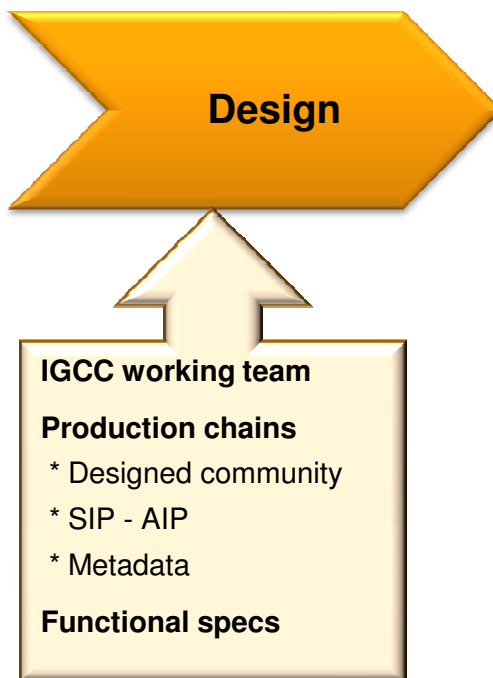 Design
IGCC working team
Production chains
* Designed community
* SIP - AIP
* Metadata
Functional specs